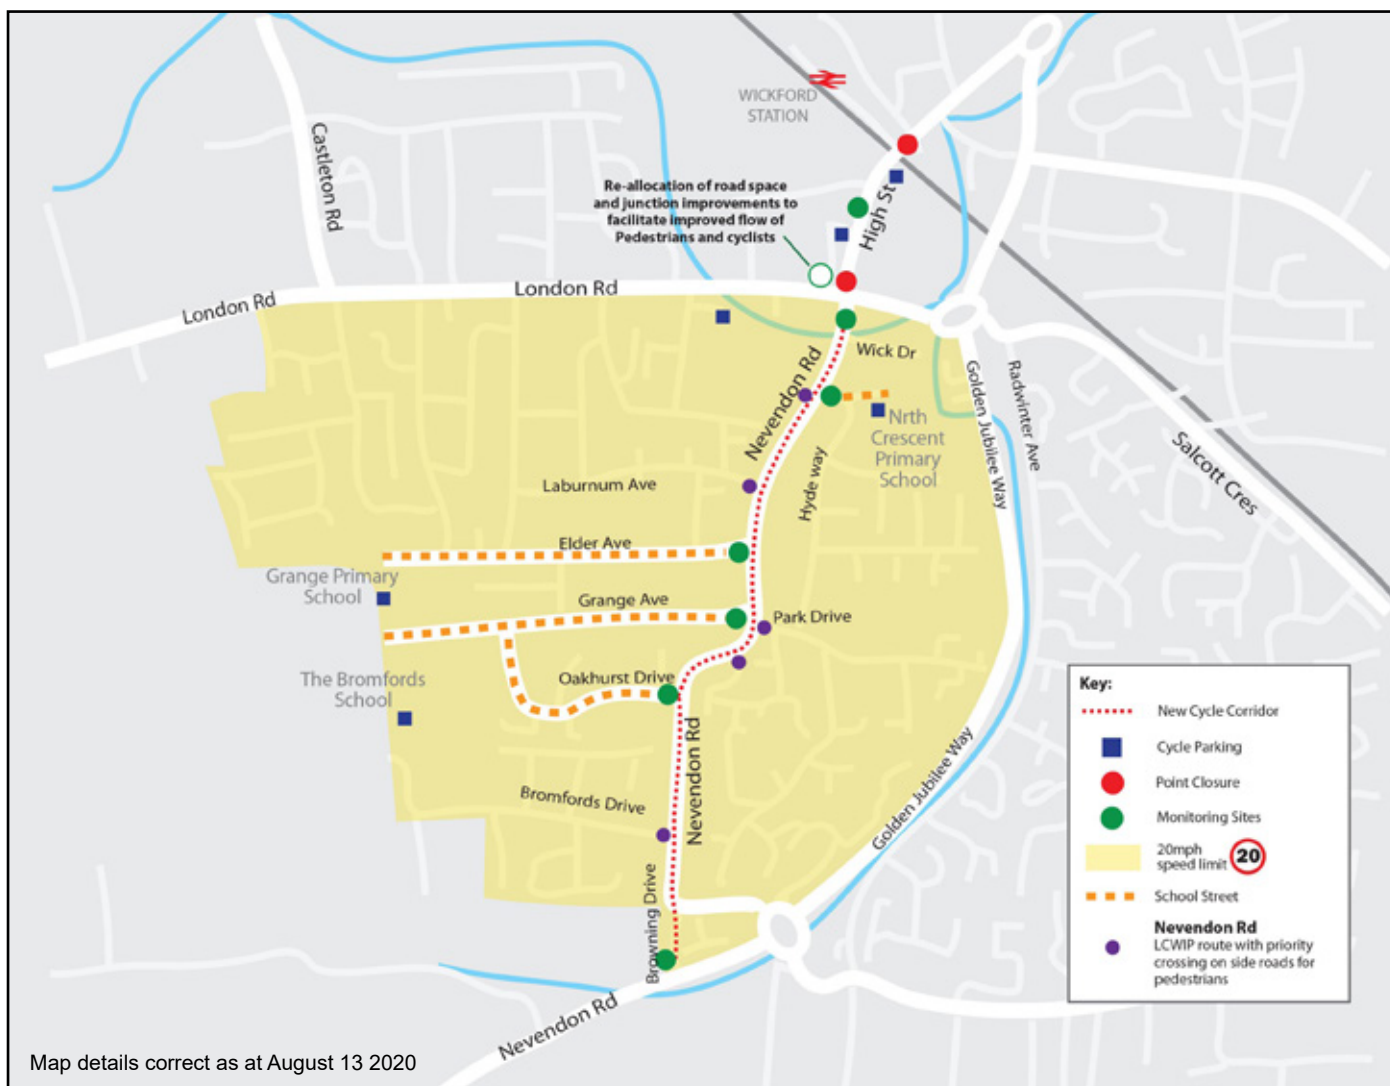 WICKFORD
STATION
Castleton Rd
Re-allocation of road space
and junction improvements to
facilitate improved flow of
Pedestrians and cyclists
High St
London Rd
London Rd
Wick Dr
Nevendon Rd
Golden Jubilee Way
Radwinter Ave
Nrth
Crescent
Primary
School
Salcott Cres
Laburnum Ave
Hyde way
Elder Ave
Grange Primary
School
Grange Ave
Park Drive
The Bromfords
School
Oakhurst Drive
Nevendon Rd
Bromfords Drive
Golden Jubilee Way
Browning Drive
Nevendon Rd
Key:
New Cycle Corridor
Cycle Parking
Point Closure
Monitoring Sites
20mph
speed limit 20
School Street
Nevendon Rd
LCWIP route with priority
crossing on side roads for
pedestrians
Map details correct as at August 13 2020